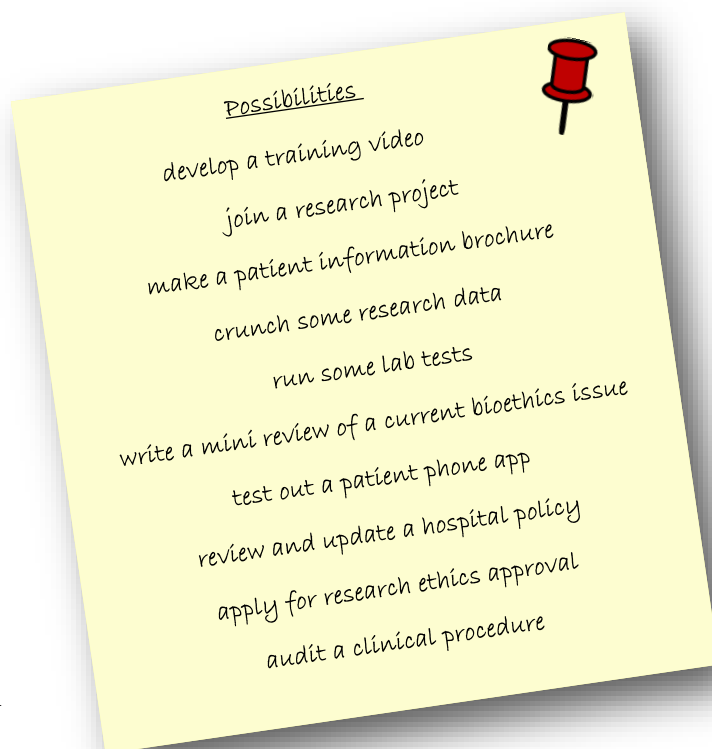 Possibilities
develop a training video
join a research project
make a patient information brochure
crunch some research data
run some lab tests
write a mini review of a current bioethics issue
test out a patient phone app
review and update a hospital policy
apply for research ethics approval
audit a clinical procedure